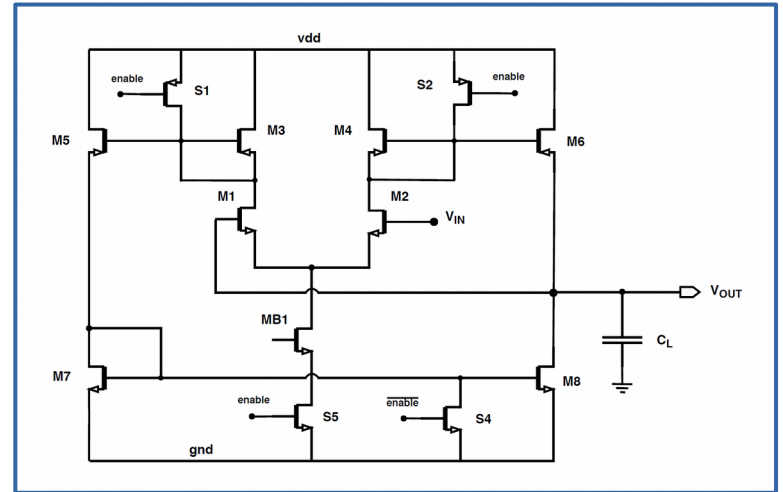 vdd
enable
S1
S2
enable
M5
M3
M4
M6
M1
M2
VIN
VOUT
MB1
CL
M7
M8
enable
S5
enable
S4
gnd